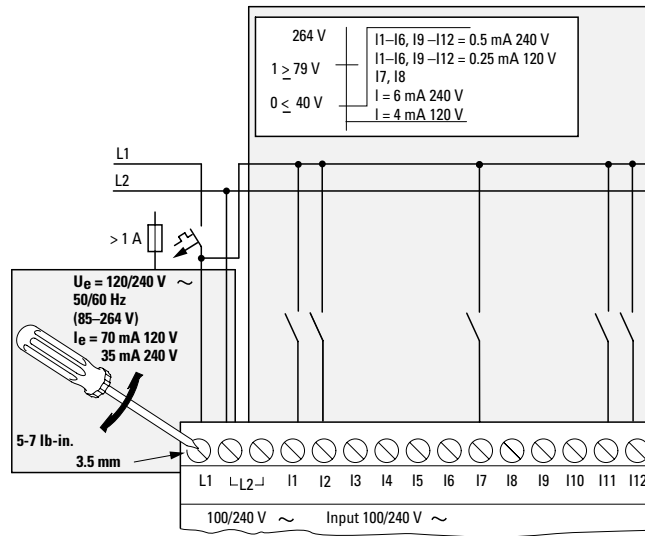 264 V
1 ≥ 79 V
0 ≤ 40 V
I1–I6, I9 –I12 = 0.5 mA 240 V
I1–I6, I9 –I12 = 0.25 mA 120 V
I7, I8
I = 6 mA 240 V
I = 4 mA 120 V
L1
L2
> 1 A
Ue = 120/240 V ~
50/60 Hz
(85–264 V)
Ie = 70 mA 120 V
35 mA 240 V
5-7 lb-in.
3.5 mm
L1 L2 I1 I2 I3 I4 I5 I6 I7 I8 I9 I10 I11 I12
100/240 V ~ Input 100/240 V ~